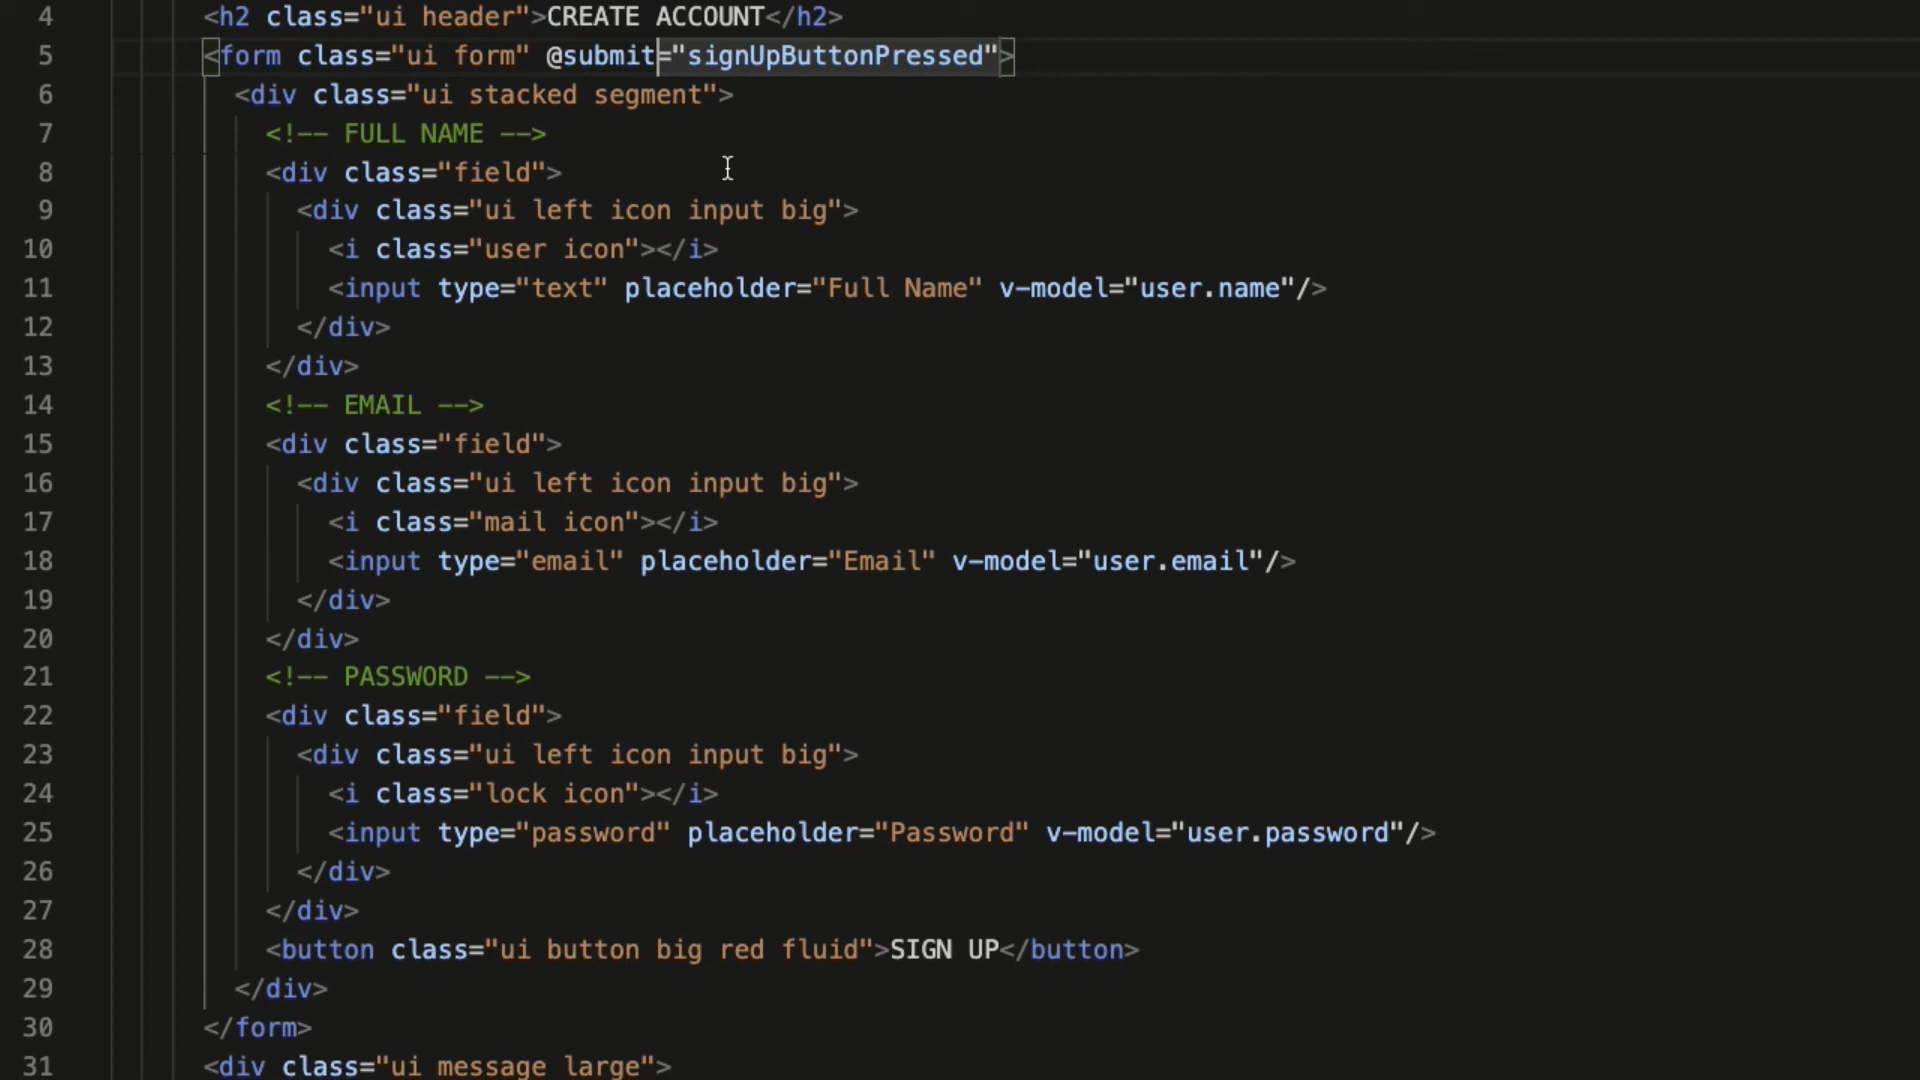 4 <h2 class="ui header">CREATE ACCOUNT</h2>
5 <form class="ui form" @submit="signUpButtonPressed">
6 <div class="ui stacked segment">
7 <!-- FULL NAME -->
8 <div class="field">
9 <div class="ui left icon input big">
10 <i class="user icon"></i>
11 <input type="text" placeholder="Full Name" v-model="user.name"/>
12 </div>
13 </div>
14 <!-- EMAIL -->
15 <div class="field">
16 <div class="ui left icon input big">
17 <i class="mail icon"></i>
18 <input type="email" placeholder="Email" v-model="user.email"/>
19 </div>
20 </div>
21 <!-- PASSWORD -->
22 <div class="field">
23 <div class="ui left icon input big">
24 <i class="lock icon"></i>
25 <input type="password" placeholder="Password" v-model="user.password"/>
26 </div>
27 </div>
28 <button class="ui button big red fluid">SIGN UP</button>
29 </div>
30 </form>
31 <div class="ui message large">